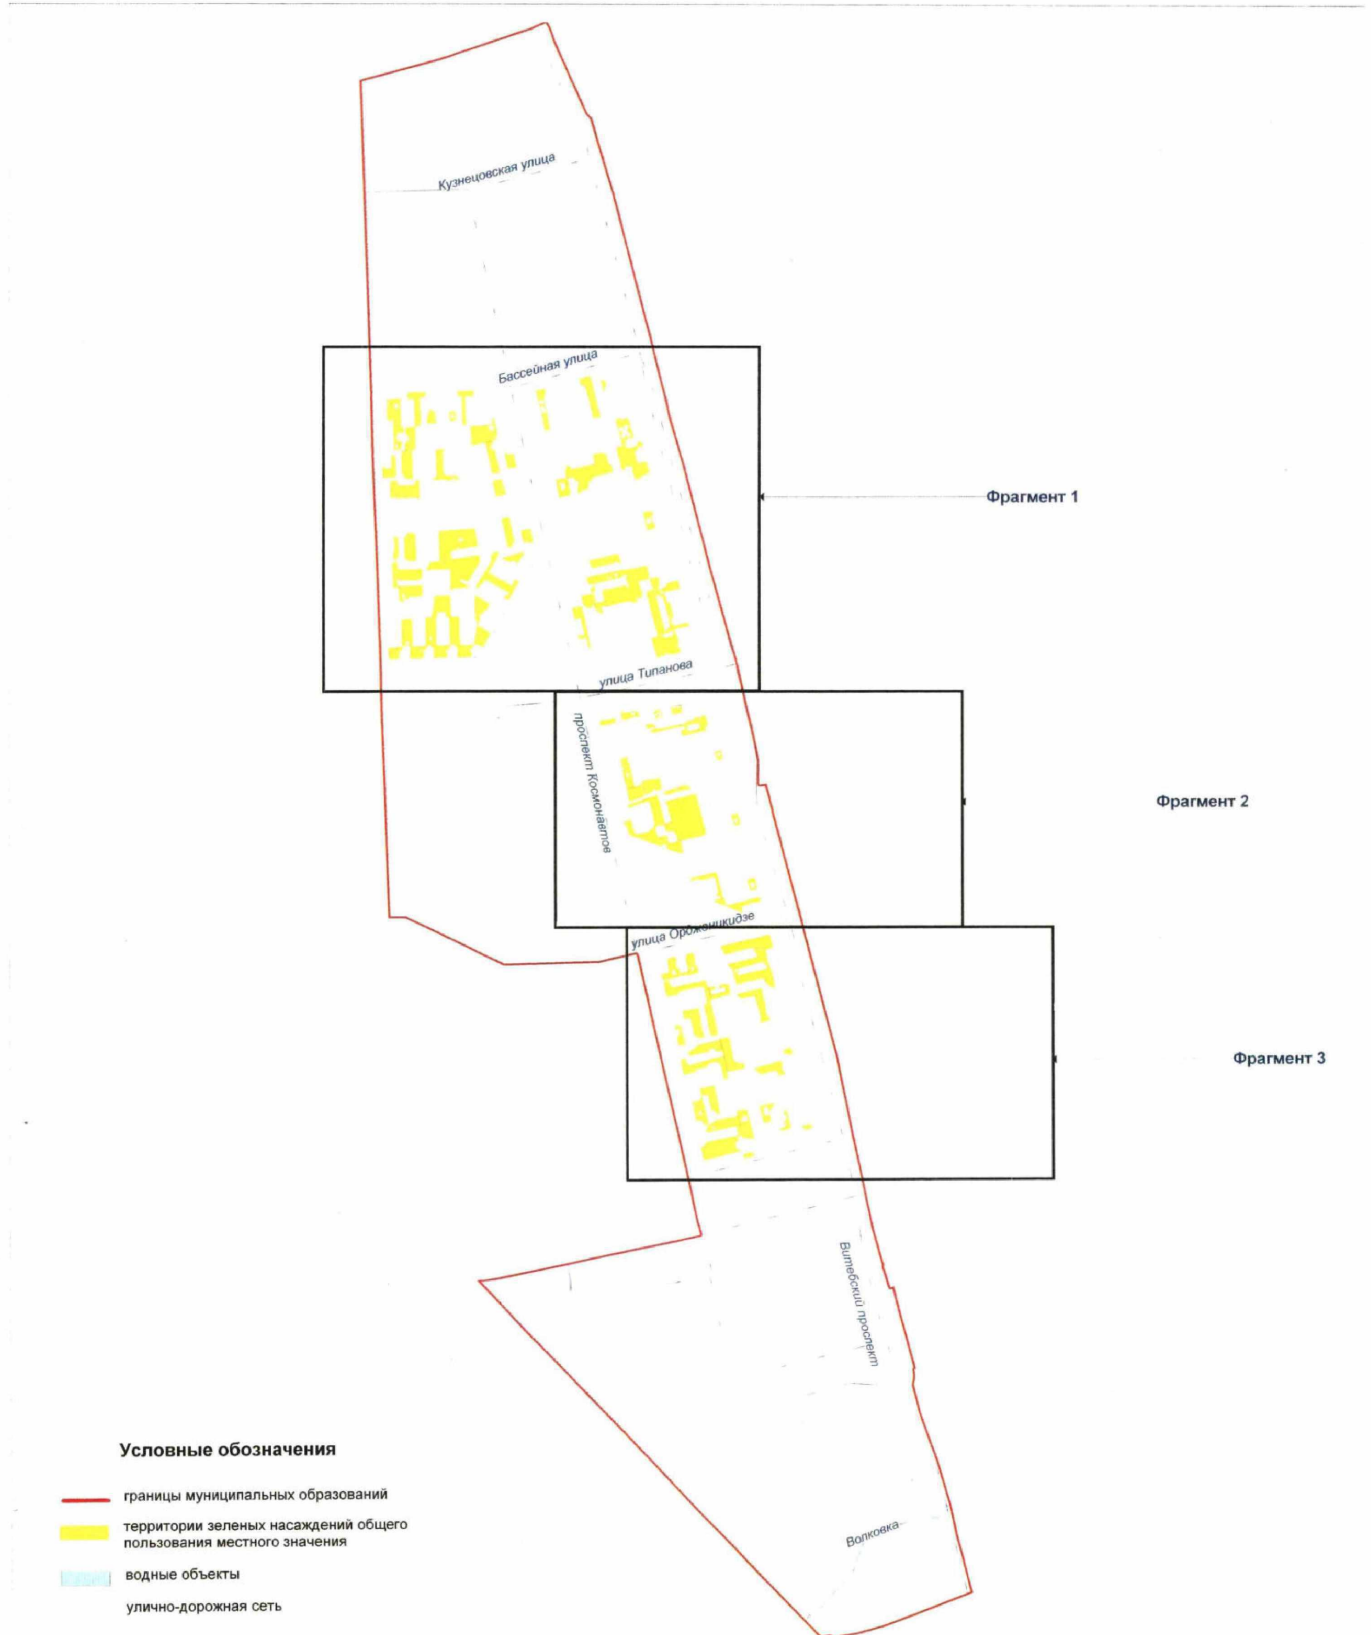 Кузнецовская улица
Бассейная улица
Фрагмент 1
улица Типанова
проспект Космонавтов
Фрагмент 2
улица Орджоникидзе
Фрагмент 3
Витебский проспект
Волковка
Условные обозначения
границы муниципальных образований
территории зеленых насаждений общего
пользования местного значения
водные объекты
улично-дорожная сеть